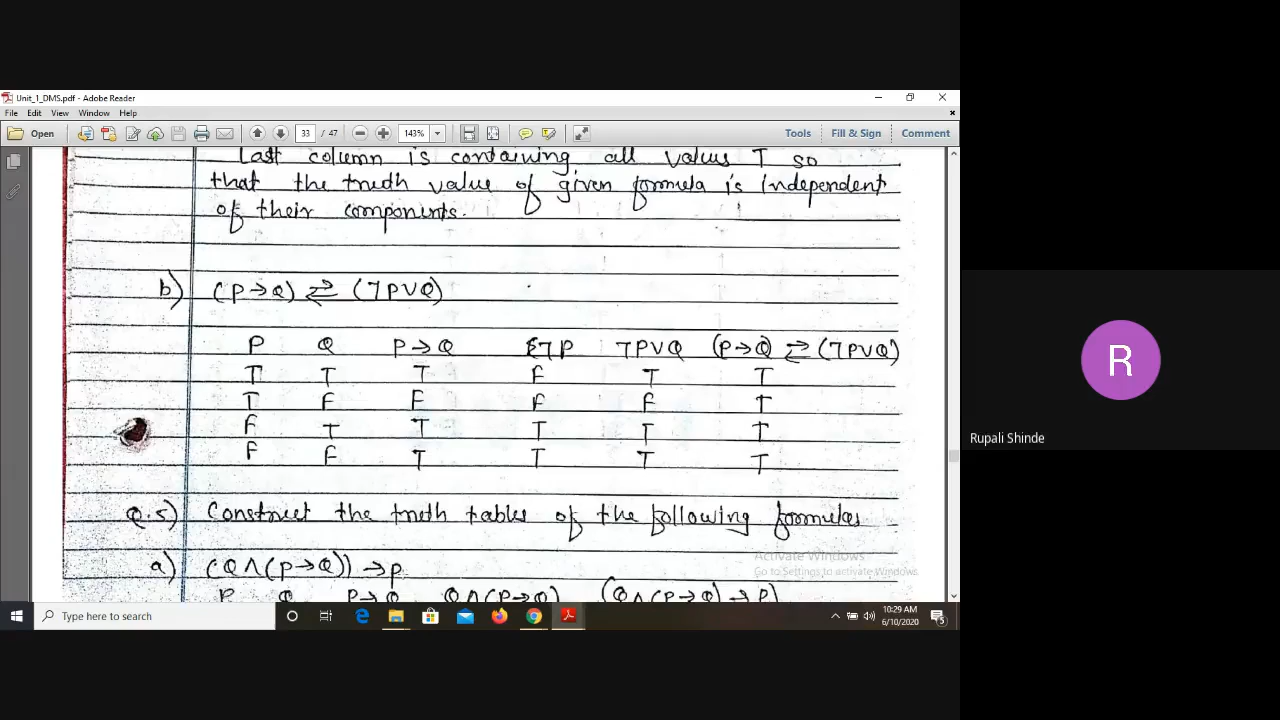 Unit_1_DMS.pdf - Adobe Reader
File Edit View Window Help
Open 33 / 47 143% Tools Fill & Sign Comment
Last column is containing all values T so
that the truth value of given formula is independent
of their components.
b) (P→Q) ⇄ (¬P∨Q)
P Q P→Q ¬P ¬P∨Q (P→Q) ⇄ (¬P∨Q)
T T T F T T
T F F F F T
F T T T T T
F F T T T T
Q.5) Construct the truth tables of the following formulas
a) (Q∧(P→Q))→P
P Q P→Q Q∧(P→Q) (Q∧(P→Q)→P)
Activate Windows
Go to Settings to activate Windows.
Rupali Shinde
R
Type here to search
10:29 AM
6/10/2020
5